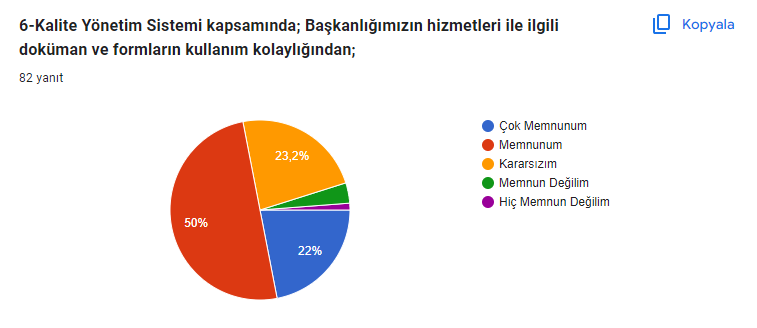 6-Kalite Yönetim Sistemi kapsamında; Başkanlığımızın hizmetleri ile ilgili
doküman ve formların kullanım kolaylığından;
Kopyala
82 yanıt
Çok Memnunum
Memnunum
Kararsızım
Memnun Değilim
Hiç Memnun Değilim
23,2%
50%
22%